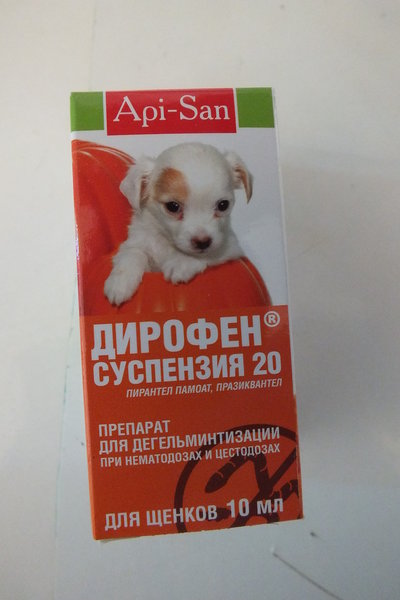 Api-San
ДИРОФЕН®
СУСПЕНЗИЯ 20
ПИРАНТЕЛ ПАМОАТ, ПРАЗИКВАНТЕЛ
ПРЕПАРАТ
ДЛЯ ДЕГЕЛЬМИНТИЗАЦИИ
ПРИ НЕМАТОДОЗАХ И ЦЕСТОДОЗАХ
ДЛЯ ЩЕНКОВ 10 МЛ